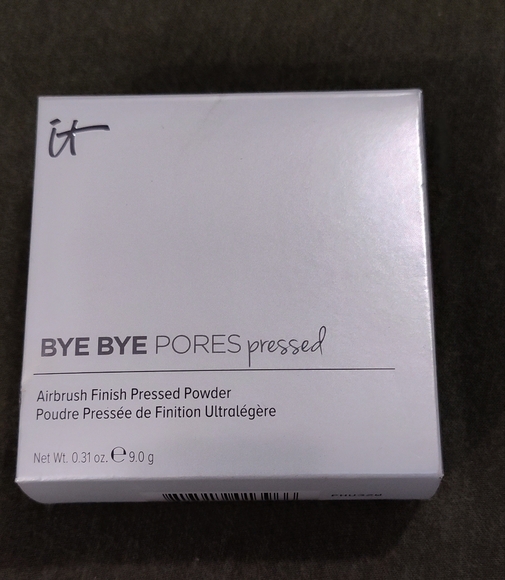 it
BYE BYE PORES pressed
Airbrush Finish Pressed Powder
Poudre Pressée de Finition Ultralégère
Net Wt. 0.31 oz. ℮ 9.0 g